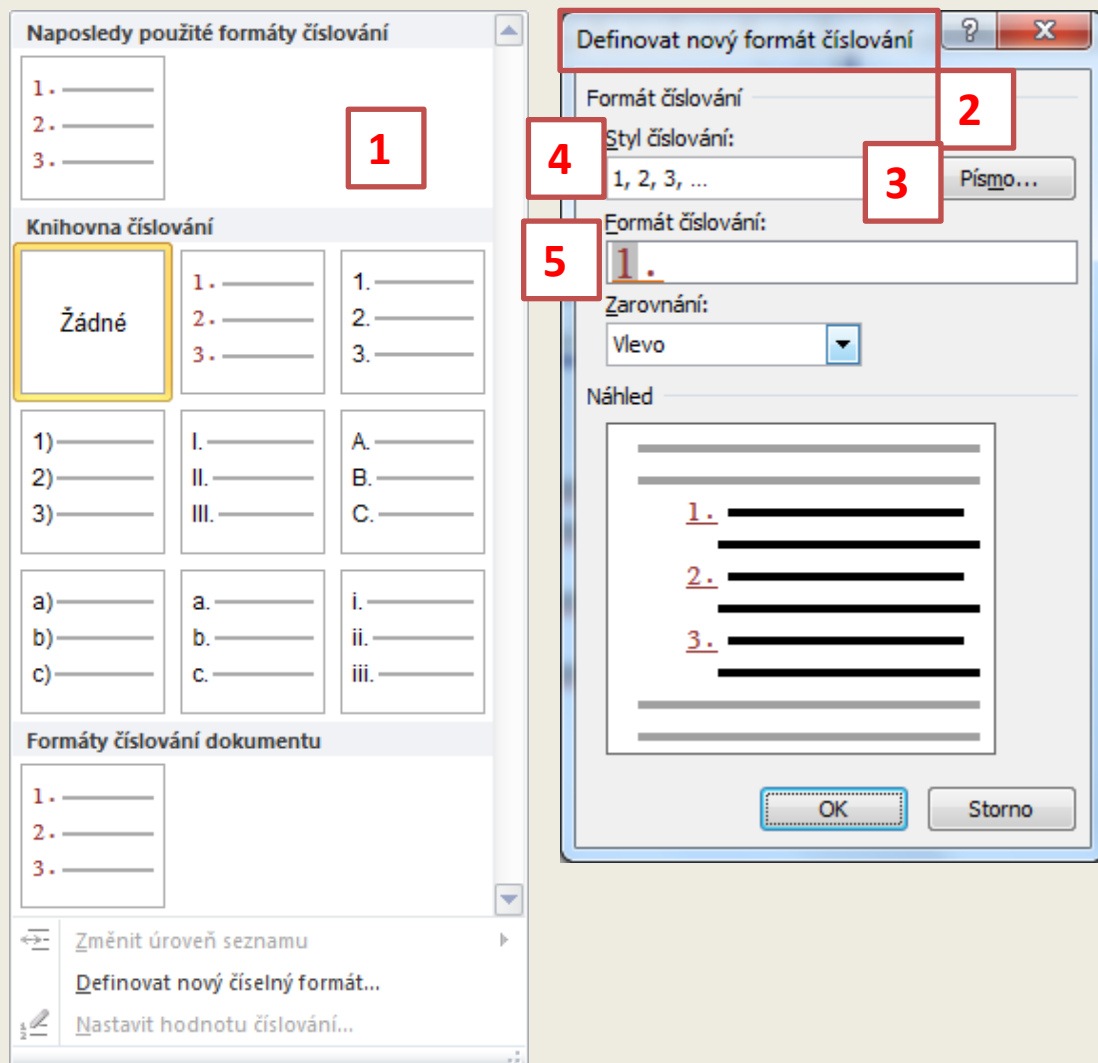 Naposledy použité formáty číslování
1.
2.
3.
1
Knihovna číslování
Žádné
1.
2.
3.
1.
2.
3.
1)
2)
3)
I.
II.
III.
A.
B.
C.
a)
b)
c)
a.
b.
c.
i.
ii.
iii.
Formáty číslování dokumentu
1.
2.
3.
Změnit úroveň seznamu
Definovat nový číselný formát...
Nastavit hodnotu číslování...
Definovat nový formát číslování
?
x
2
Formát číslování
Styl číslování:
4
1, 2, 3, ...
3
Písmo...
Formát číslování:
5
1.
Zarovnání:
Vlevo
Náhled
1.
2.
3.
OK
Storno